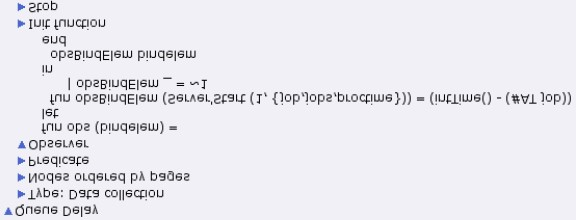 Queue Delay
Type: Data collection
Nodes ordered by pages
Predicate
Observer
fun obs (bindelem) =
let
fun obsBindElem (Server'Start (1, {job,jobs,proctime})) = (intTime() - (#AT job))
| obsBindElem _ = ~1
in
obsBindElem bindelem
end
Init function
Stop